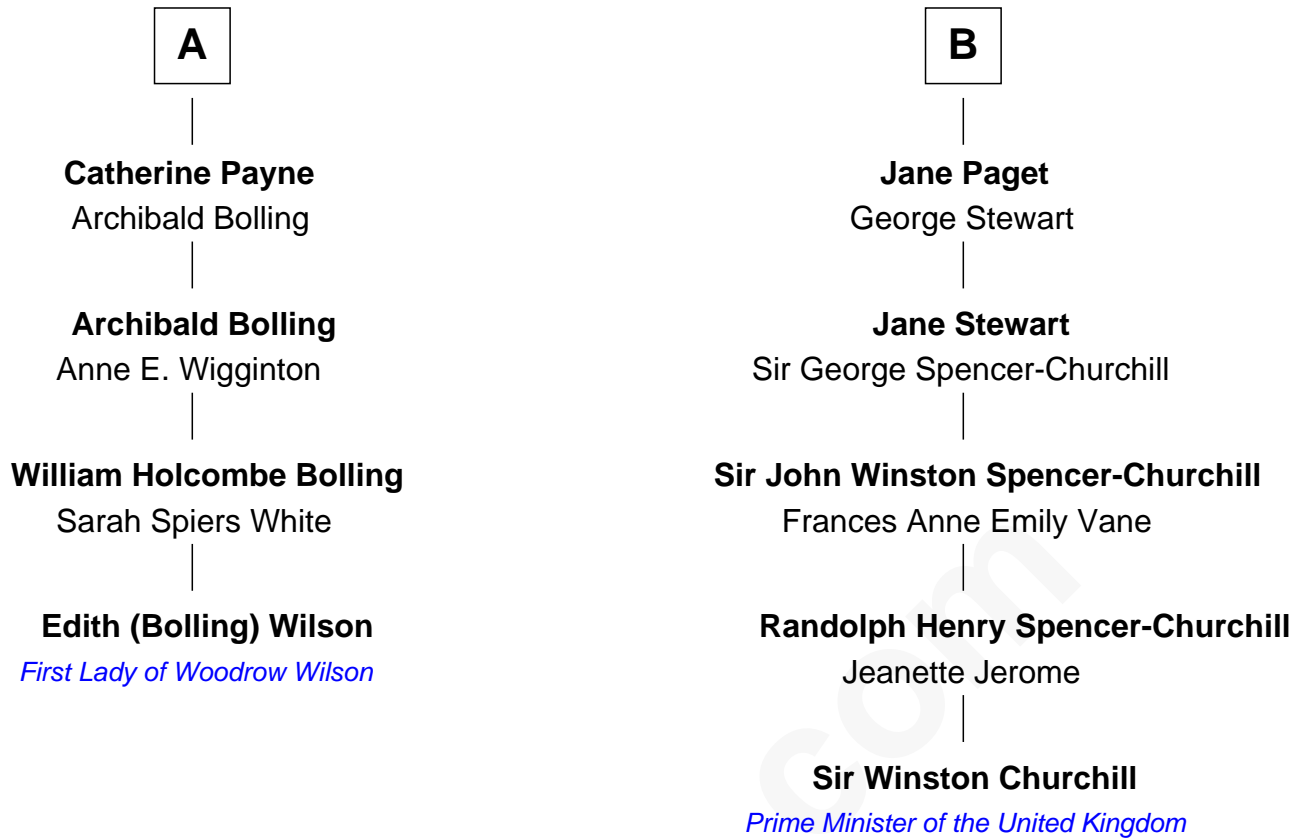 A
Catherine Payne
Archibald Bolling
Archibald Bolling
Anne E. Wigginton
William Holcombe Bolling
Sarah Spiers White
Edith (Bolling) Wilson
First Lady of Woodrow Wilson
B
Jane Paget
George Stewart
Jane Stewart
Sir George Spencer-Churchill
Sir John Winston Spencer-Churchill
Frances Anne Emily Vane
Randolph Henry Spencer-Churchill
Jeanette Jerome
Sir Winston Churchill
Prime Minister of the United Kingdom
com